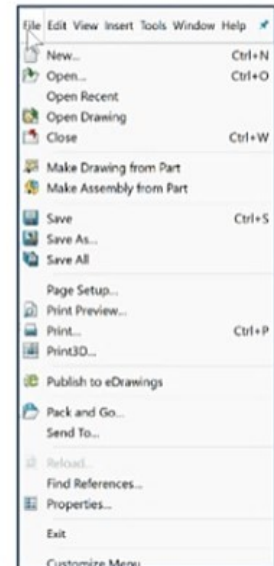 File Edit View Insert Tools Window Help
New... Ctrl+N
Open... Ctrl+O
Open Recent
Open Drawing
Close Ctrl+W
Make Drawing from Part
Make Assembly from Part
Save Ctrl+S
Save As...
Save All
Page Setup...
Print Preview...
Print... Ctrl+P
Print3D...
Publish to eDrawings
Pack and Go...
Send To...
Reload...
Find References...
Properties...
Exit
Customize Menu